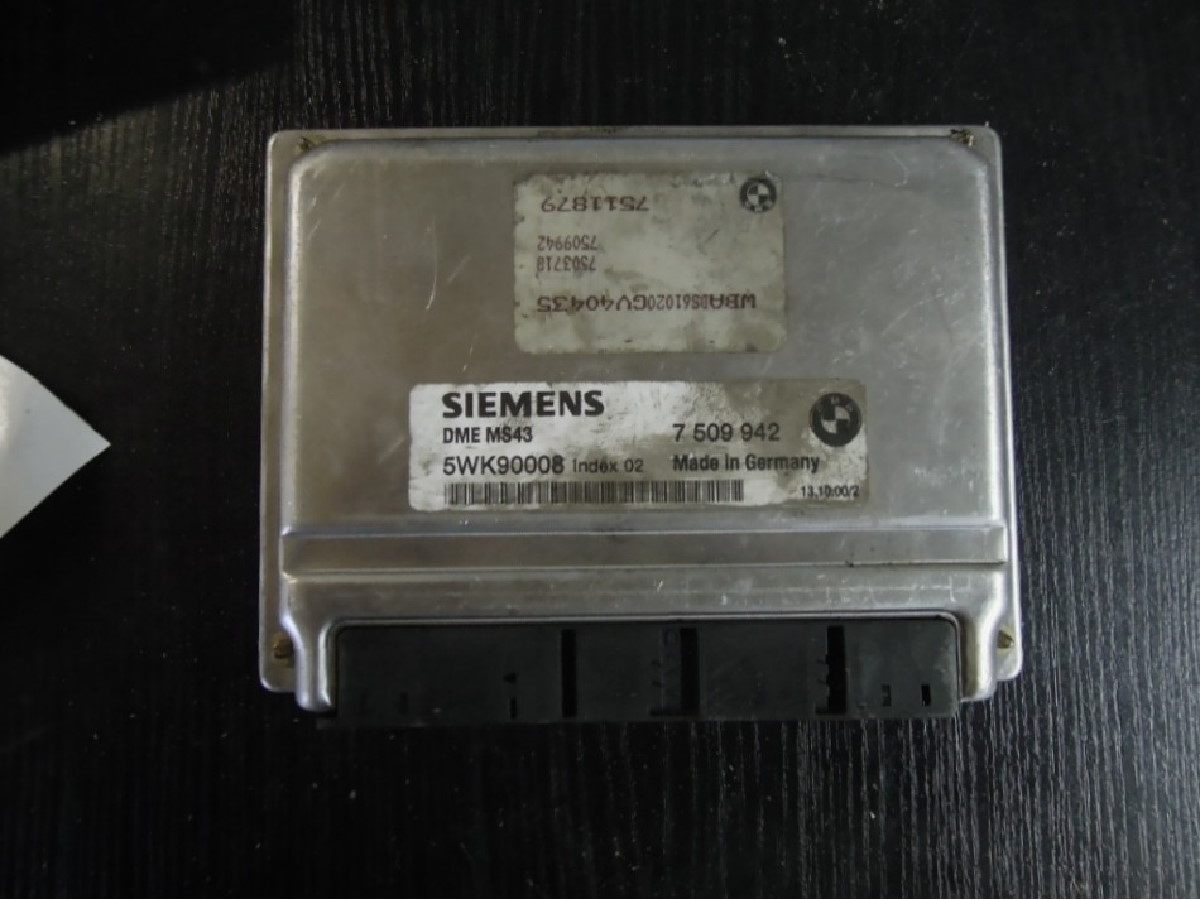 7511879
7509942
7503718
WBADS61020GV40435
SIEMENS
DME MS43 7 509 942
5WK90008 Index 02 Made in Germany
13.10.00/2